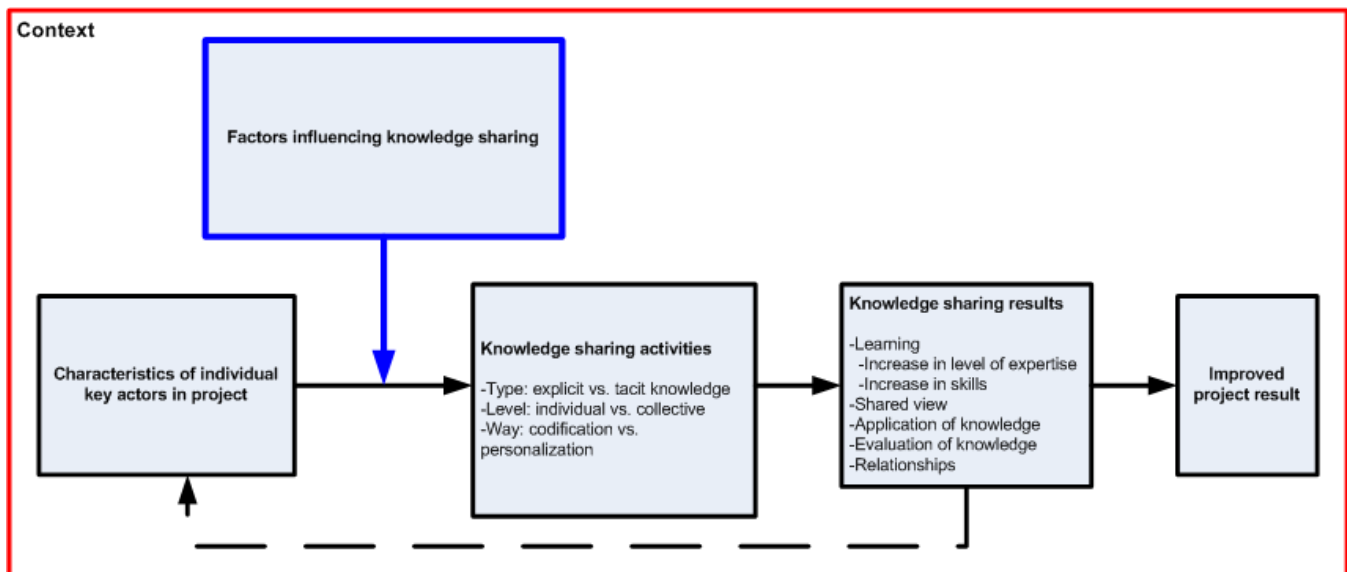 Context
Factors influencing knowledge sharing
Characteristics of individual
key actors in project
Knowledge sharing activities
-Type: explicit vs. tacit knowledge
-Level: individual vs. collective
-Way: codification vs.
personalization
Knowledge sharing results
-Learning
-Increase in level of expertise
-Increase in skills
-Shared view
-Application of knowledge
-Evaluation of knowledge
-Relationships
Improved
project result